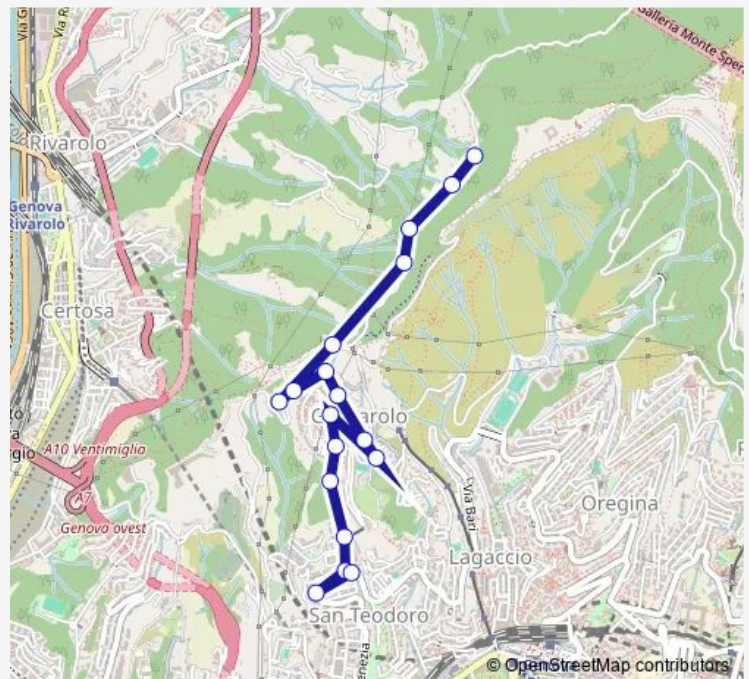 Galleria Monte Sper
Rivarolo
Genova
Rivarolo
Certosa
A10 Ventimiglia
A7
Genova ovest
Via Bari
Oregina
Lagaccio
San Teodoro
© OpenStreetMap contributors